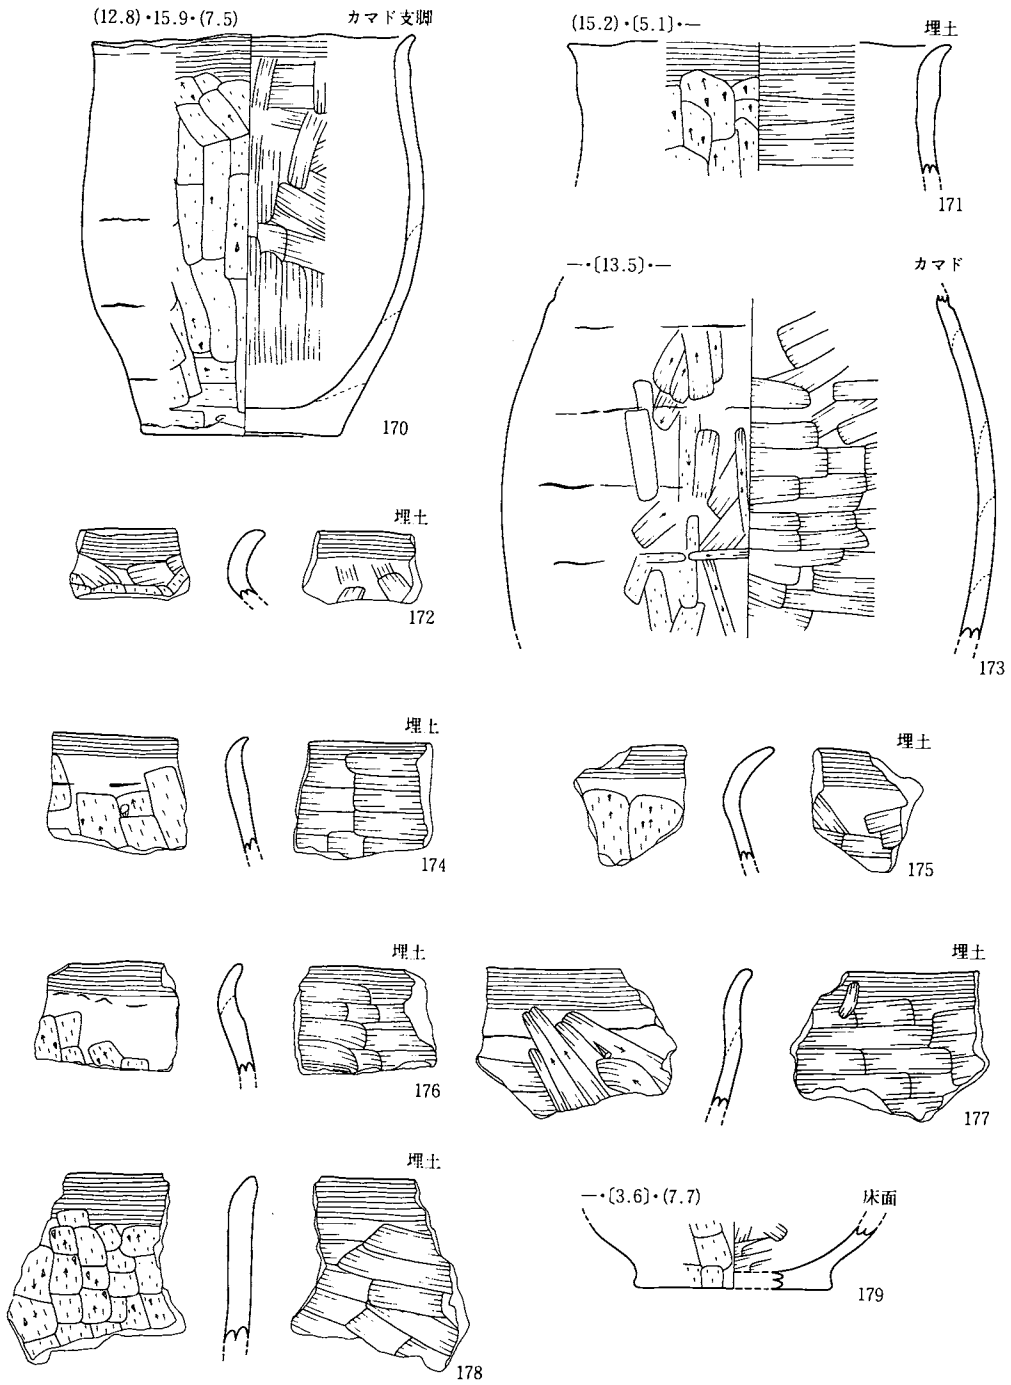 (12.8)・15.9・(7.5) カマド支脚
170
(15.2)・〔5.1〕・― 埋土
171
―・〔13.5〕・― カマド
173
埋土
172
埋土
174
埋土
175
埋土
176
埋土
177
埋土
178
―・〔3.6〕・(7.7) 床面
179